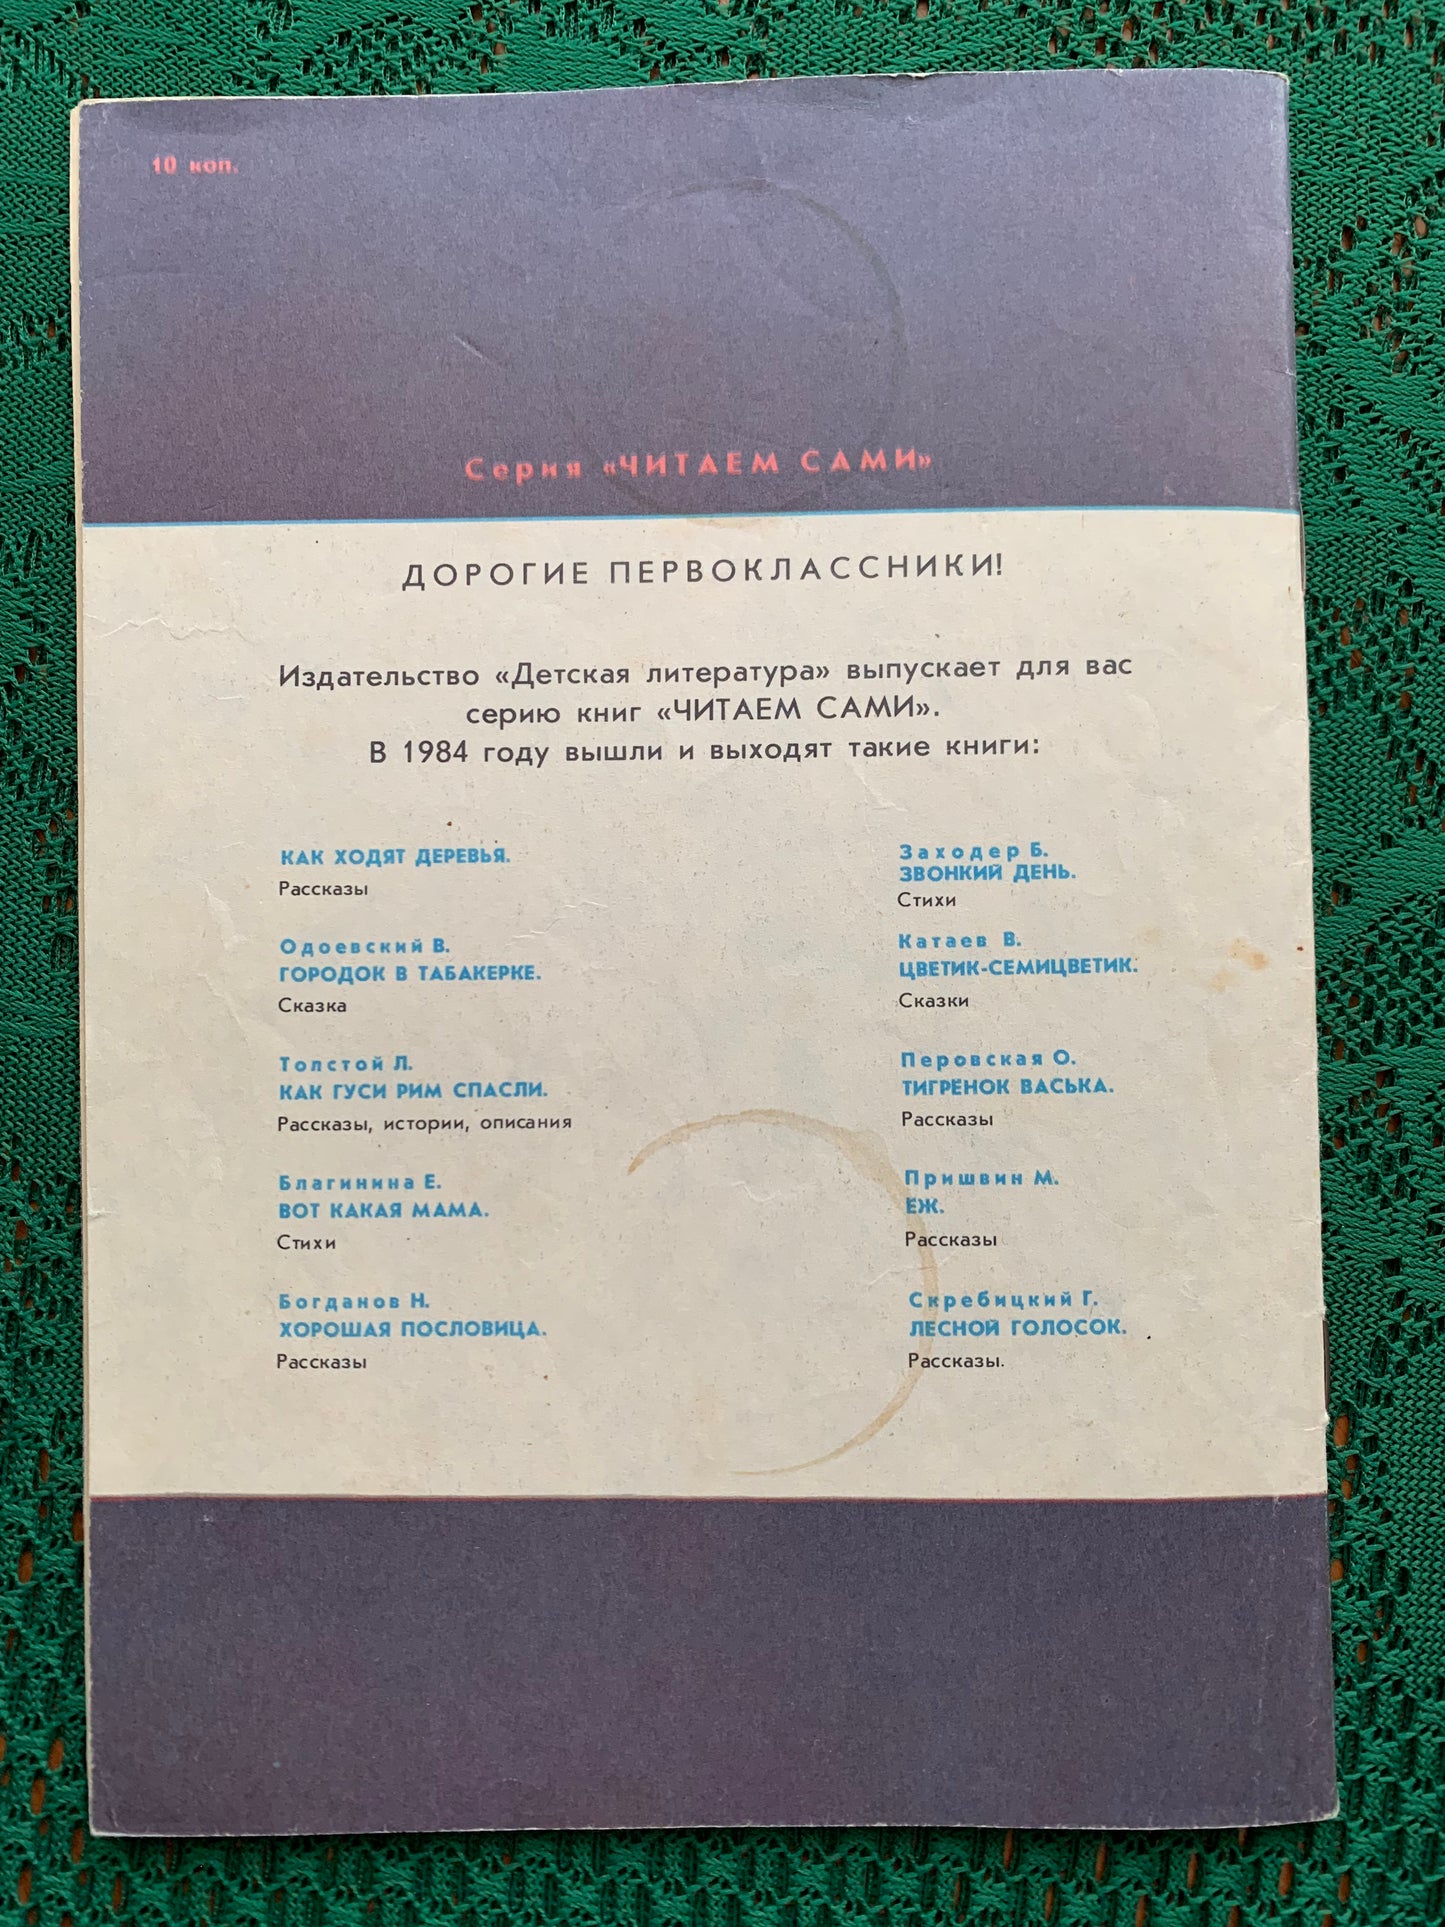 10 коп.
Серия «ЧИТАЕМ САМИ»
ДОРОГИЕ ПЕРВОКЛАССНИКИ!
Издательство «Детская литература» выпускает для вас
серию книг «ЧИТАЕМ САМИ».
В 1984 году вышли и выходят такие книги:
КАК ХОДЯТ ДЕРЕВЬЯ.
Рассказы
Одоевский В.
ГОРОДОК В ТАБАКЕРКЕ.
Сказка
Толстой Л.
КАК ГУСИ РИМ СПАСЛИ.
Рассказы, истории, описания
Благинина Е.
ВОТ КАКАЯ МАМА.
Стихи
Богданов Н.
ХОРОШАЯ ПОСЛОВИЦА.
Рассказы
Заходер Б.
ЗВОНКИЙ ДЕНЬ.
Стихи
Катаев В.
ЦВЕТИК-СЕМИЦВЕТИК.
Сказки
Перовская О.
ТИГРЕНОК ВАСЬКА.
Рассказы
Пришвин М.
ЕЖ.
Рассказы
Скребицкий Г.
ЛЕСНОЙ ГОЛОСОК.
Рассказы.